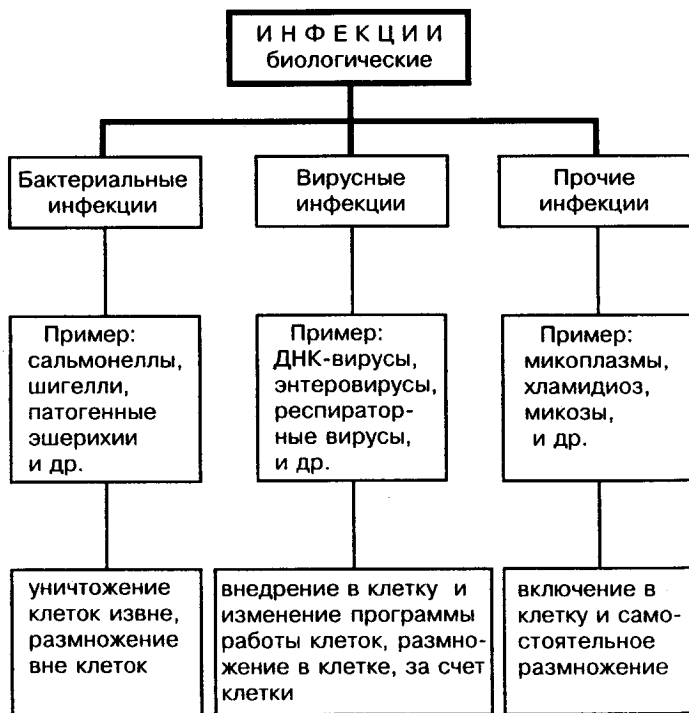 ИНФЕКЦИИ
биологические
Бактериальные
инфекции
Вирусные
инфекции
Прочие
инфекции
Пример:
сальмонеллы,
шигелли,
патогенные
эшерихии
и др.
Пример:
ДНК-вирусы,
энтеровирусы,
респиратор-
ные вирусы,
и др.
Пример:
микоплазмы,
хламидиоз,
микозы,
и др.
уничтожение
клеток извне,
размножение
вне клеток
внедрение в клетку и
изменение программы
работы клеток, размно-
жение в клетке, за счет
клетки
включение в
клетку и само-
стоятельное
размножение